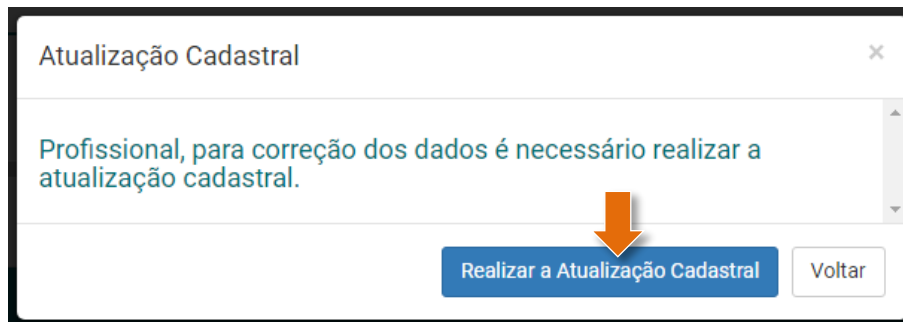 Atualização Cadastral
Profissional, para correção dos dados é necessário realizar a
atualização cadastral.
Realizar a Atualização Cadastral
Voltar